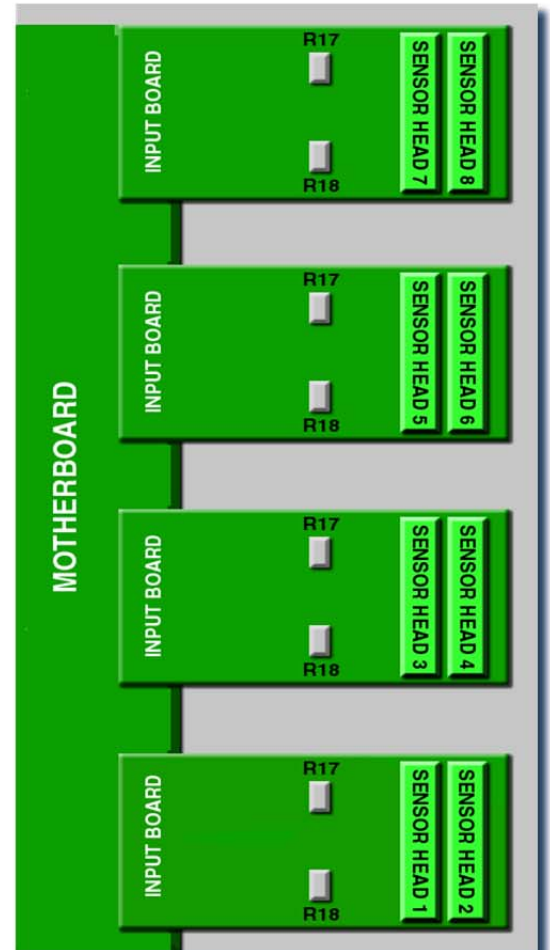 MOTHERBOARD
INPUT BOARD
R17
R18
SENSOR HEAD 7
SENSOR HEAD 8
INPUT BOARD
R17
R18
SENSOR HEAD 5
SENSOR HEAD 6
INPUT BOARD
R17
R18
SENSOR HEAD 3
SENSOR HEAD 4
INPUT BOARD
R17
R18
SENSOR HEAD 1
SENSOR HEAD 2